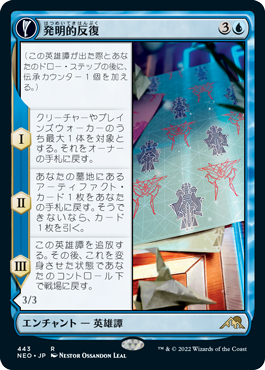 はつめいてきはんぷく
発明的反復 3
(この英雄譚が出た際とあ
なたのドロー・ステップの後に、
伝承カウンター1個を加え
る。)
I
クリーチャーやプレイン
ズウォーカーのうち最大
1体を対象とする。それを
オーナーの手札に戻す。
II
あなたの墓地にある
アーティファクト・カ
ード1枚をあなたの手
札に戻す。そうできな
いなら、カード1枚を
引く。
III
この英雄譚を追放す
る。その後、これを変
身させた状態であなた
のコントロール下で戦
場に戻す。
3/3
エンチャント — 英雄譚
443 R
NEO • JP NESTOR OSSANDON LEAL
™ & © 2022 Wizards of the Coast